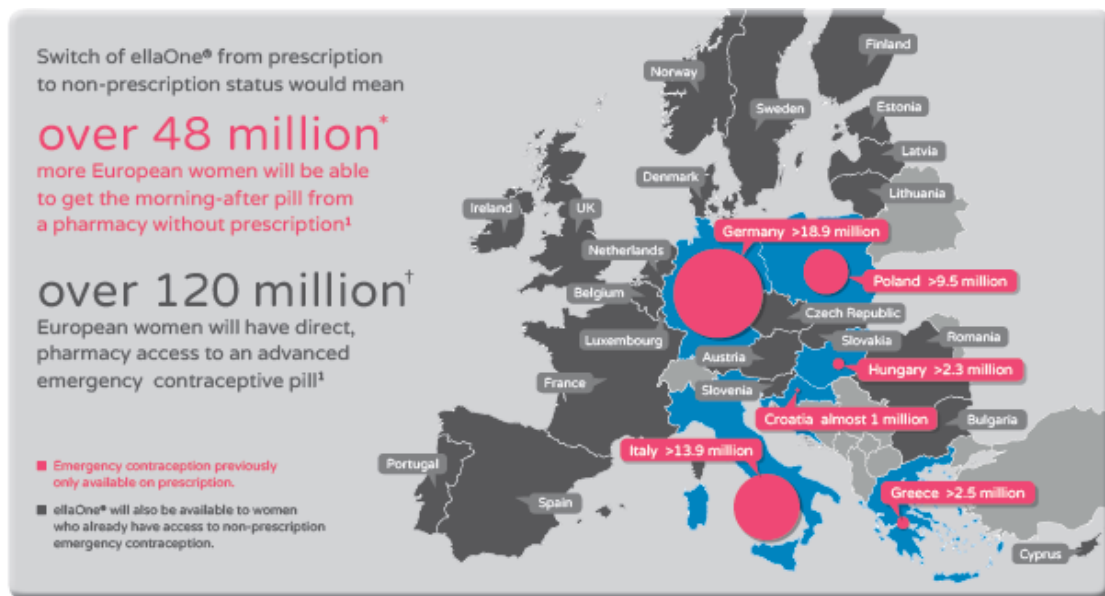 Switch of ellaOne® from prescription
to non-prescription status would mean
over 48 million*
more European women will be able
to get the morning-after pill from
a pharmacy without prescription¹
over 120 million†
European women will have direct,
pharmacy access to an advanced
emergency contraceptive pill¹
Emergency contraception previously
only available on prescription.
ellaOne® will also be available to women
who already have access to non-prescription
emergency contraception.
Finland
Norway
Sweden
Estonia
Latvia
Denmark
Lithuania
Ireland
UK
Germany >18.9 million
Netherlands
Poland >9.5 million
Belgium
Czech Republic
Luxembourg
Slovakia
Romania
Austria
Hungary >2.3 million
France
Slovenia
Croatia almost 1 million
Bulgaria
Italy >13.9 million
Portugal
Greece >2.5 million
Spain
Cyprus